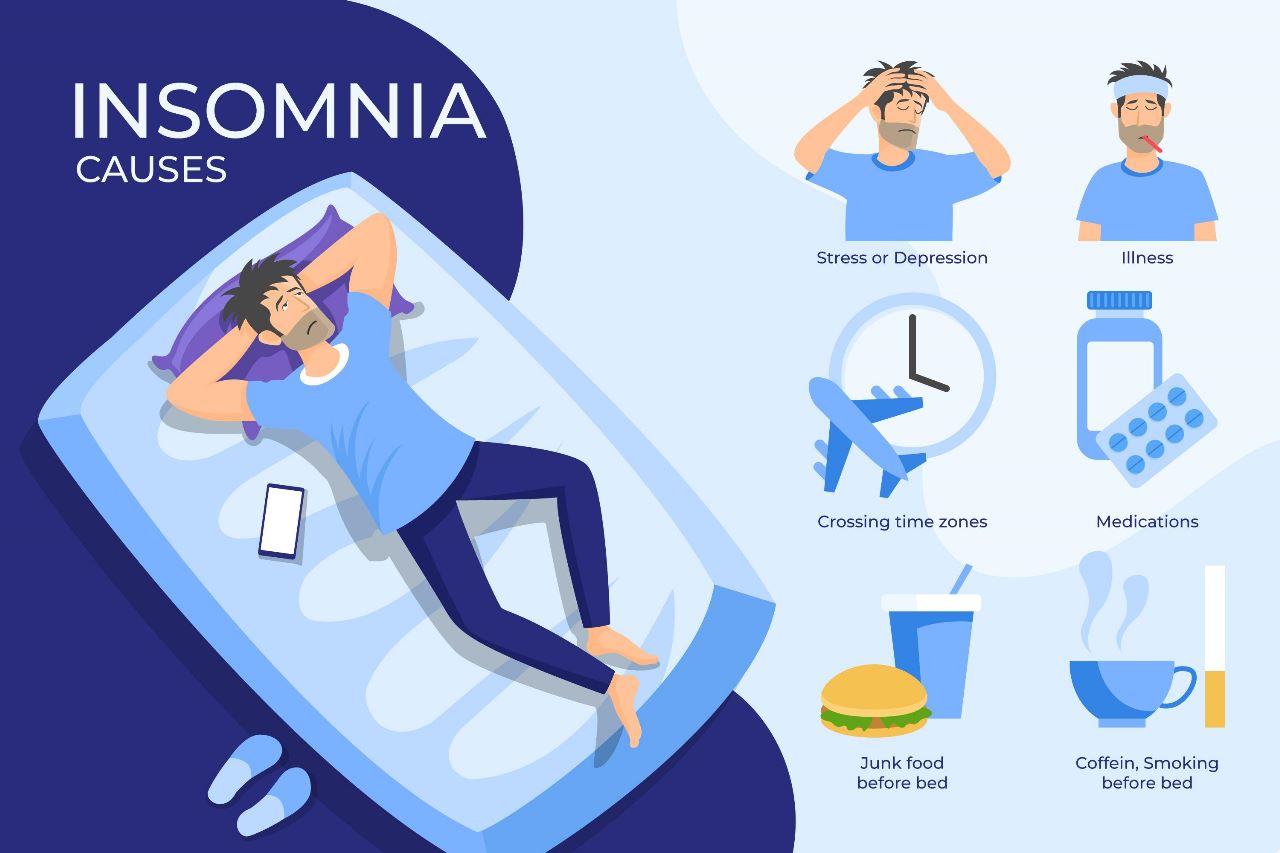 INSOMNIA
CAUSES
Stress or Depression
Illness
Crossing time zones
Medications
Junk food
before bed
Coffein, Smoking
before bed